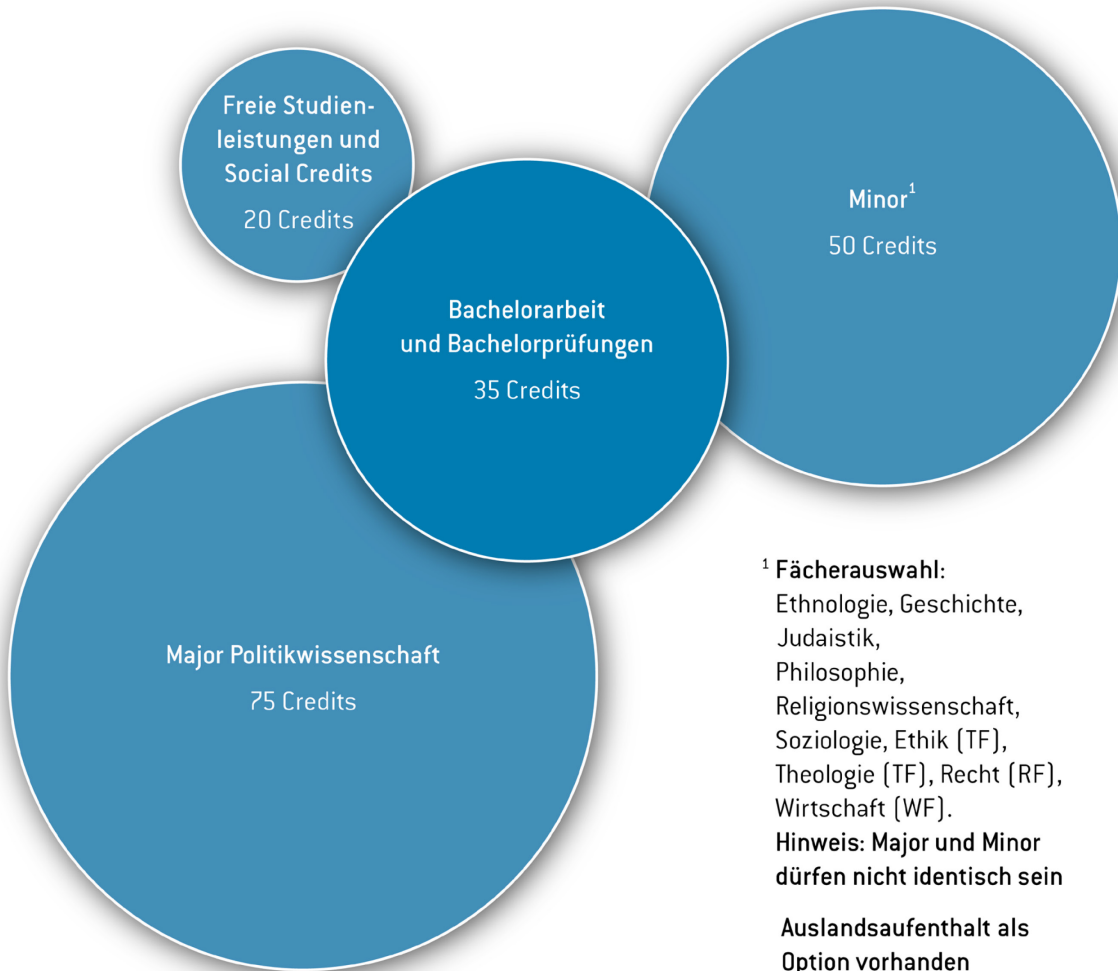 Freie Studien-
leistungen und
Social Credits
20 Credits
Minor¹
50 Credits
Bachelorarbeit
und Bachelorprüfungen
35 Credits
Major Politikwissenschaft
75 Credits
¹ Fächerauswahl:
Ethnologie, Geschichte,
Judaistik,
Philosophie,
Religionswissenschaft,
Soziologie, Ethik (TF),
Theologie (TF), Recht (RF),
Wirtschaft (WF).
Hinweis: Major und Minor
dürfen nicht identisch sein
Auslandsaufenthalt als
Option vorhanden